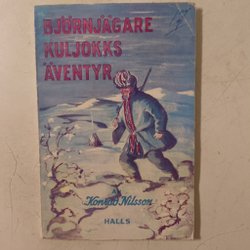 BJÖRNJÄGARE
KULJOKKS
ÄVENTYR
Konrad Nilsson
HALLS